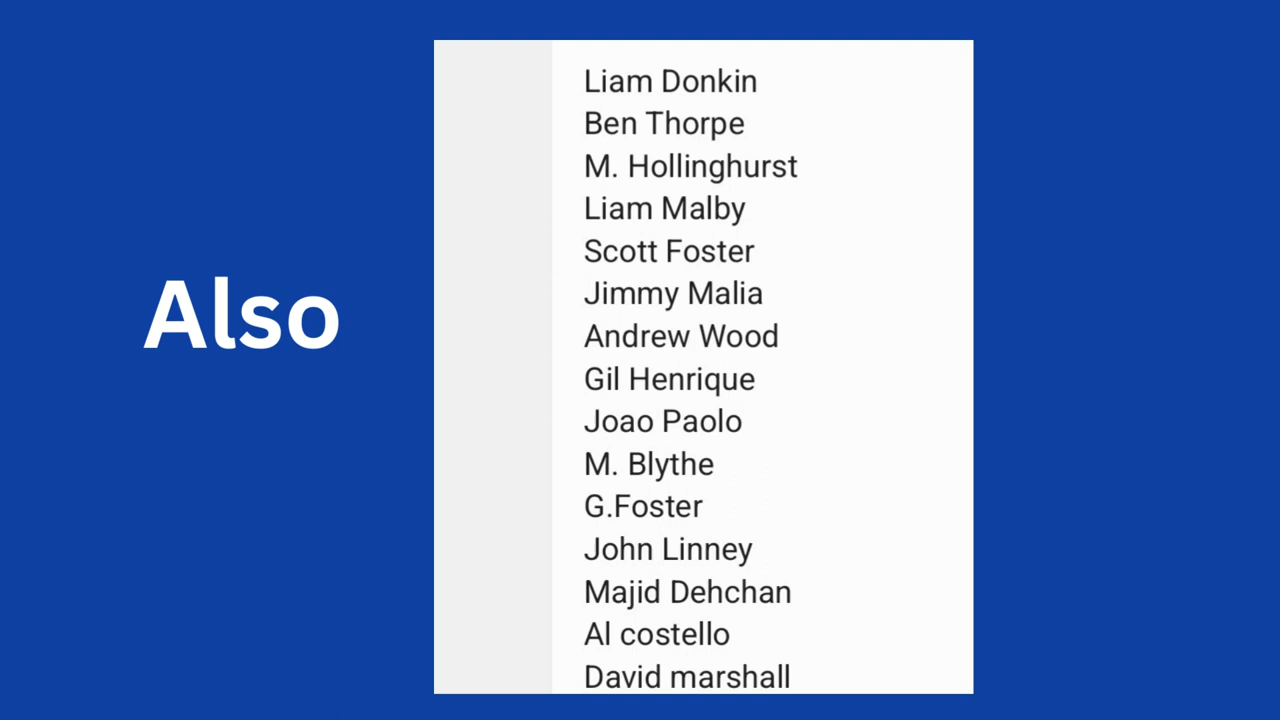 Also
Liam Donkin
Ben Thorpe
M. Hollinghurst
Liam Malby
Scott Foster
Jimmy Malia
Andrew Wood
Gil Henrique
Joao Paolo
M. Blythe
G.Foster
John Linney
Majid Dehchan
Al costello
David marshall